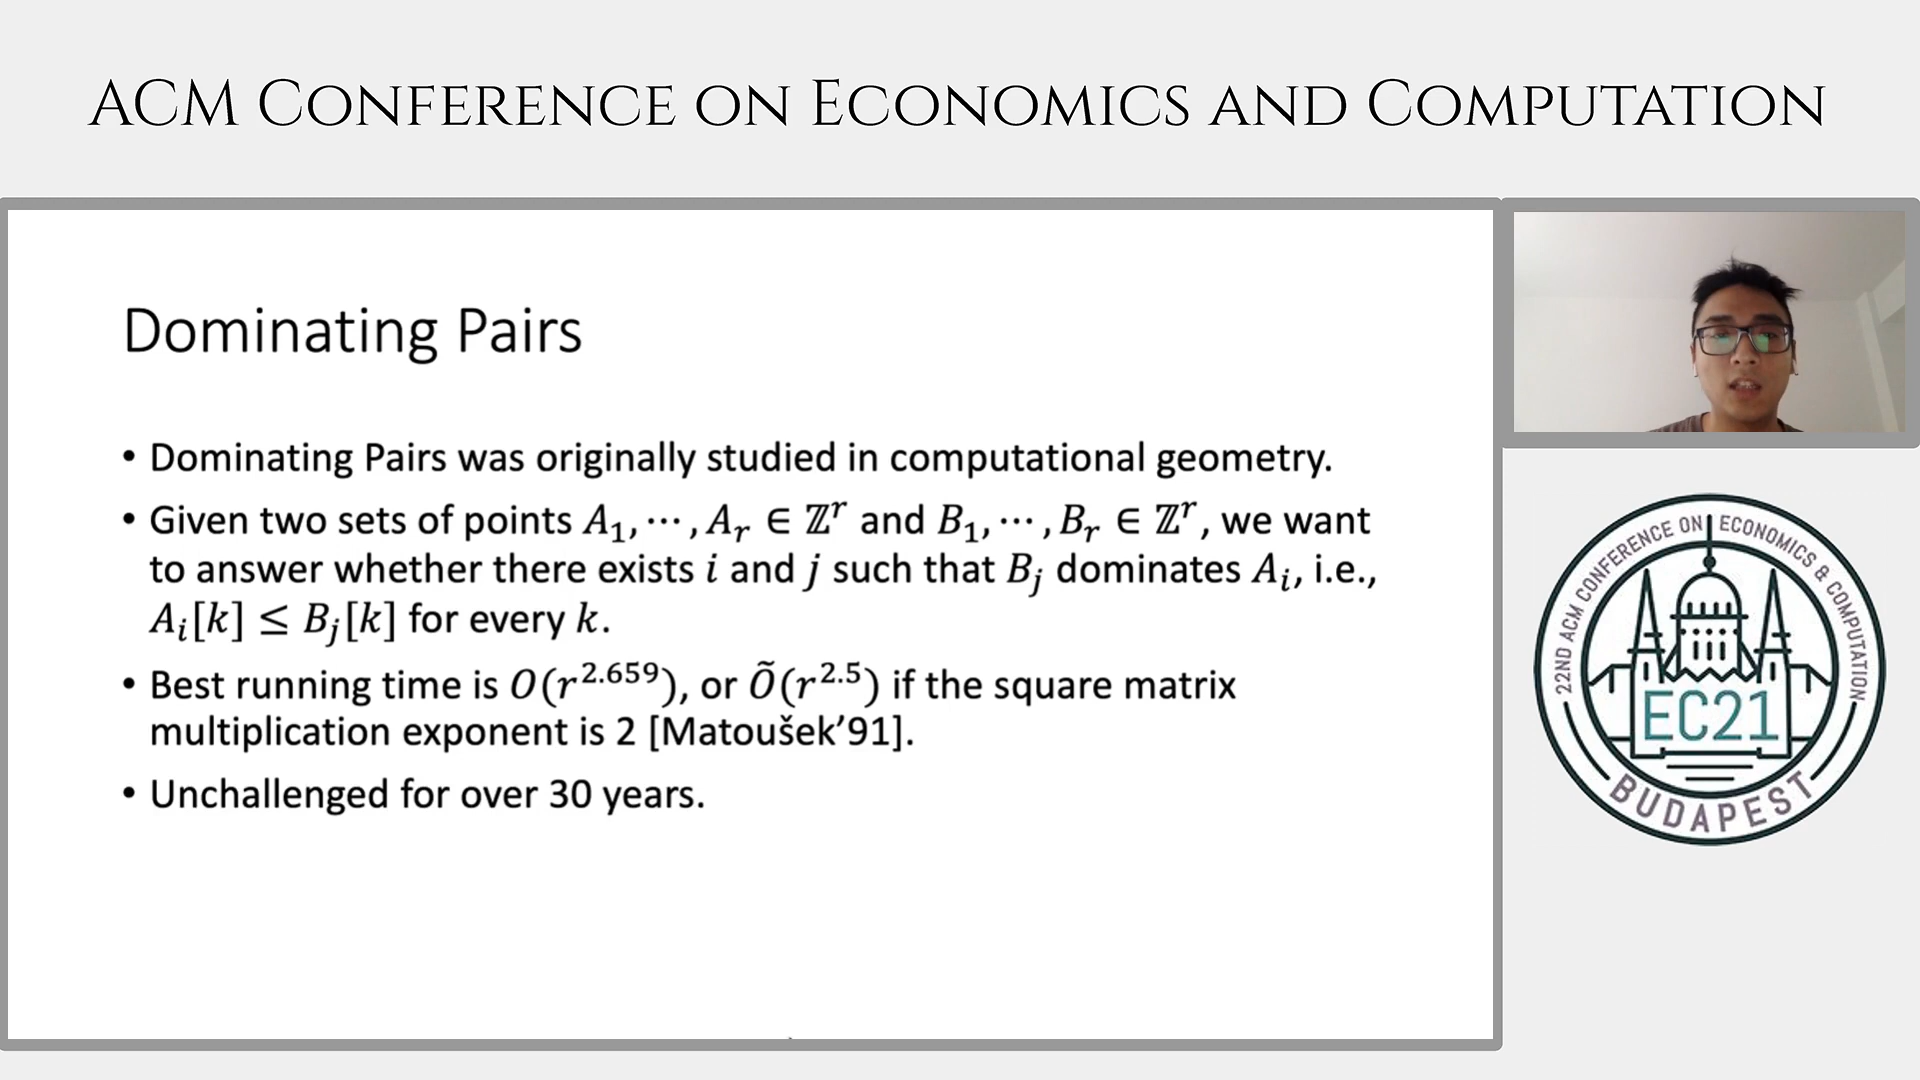 ACM Conference on Economics and Computation
Dominating Pairs
• Dominating Pairs was originally studied in computational geometry.
• Given two sets of points A₁, ⋯ , Aᵣ ∈ ℤʳ and B₁, ⋯ , Bᵣ ∈ ℤʳ, we want
to answer whether there exists i and j such that Bⱼ dominates Aᵢ, i.e.,
Aᵢ[k] ≤ Bⱼ[k] for every k.
• Best running time is O(r^2.659), or Õ(r^2.5) if the square matrix
multiplication exponent is 2 [Matoušek’91].
• Unchallenged for over 30 years.
22ND ACM CONFERENCE ON ECONOMICS & COMPUTATION
EC21
BUDAPEST